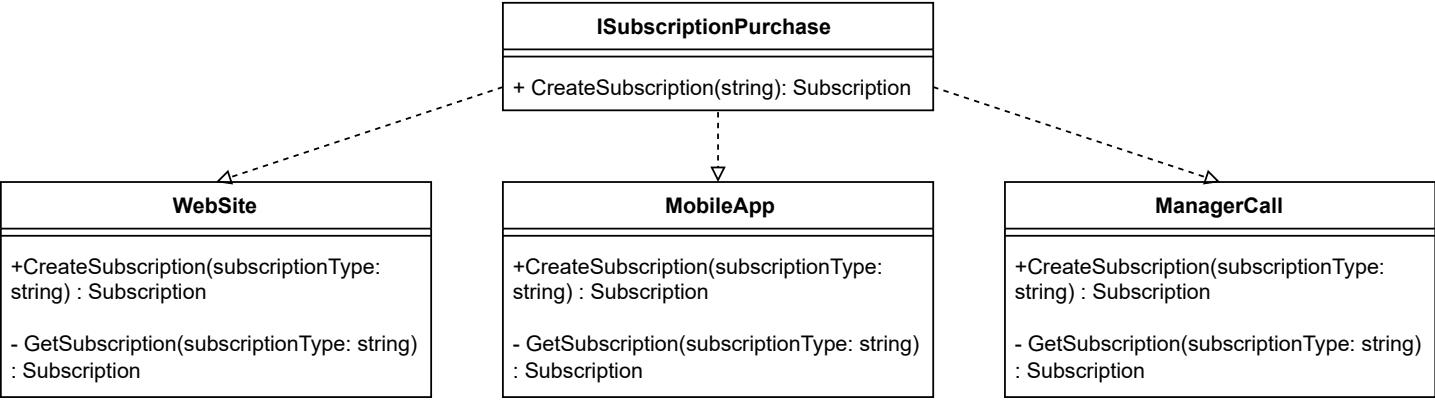 ISubscriptionPurchase
+ CreateSubscription(string): Subscription
WebSite
+CreateSubscription(subscriptionType:
string) : Subscription
- GetSubscription(subscriptionType: string)
: Subscription
MobileApp
+CreateSubscription(subscriptionType:
string) : Subscription
- GetSubscription(subscriptionType: string)
: Subscription
ManagerCall
+CreateSubscription(subscriptionType:
string) : Subscription
- GetSubscription(subscriptionType: string)
: Subscription